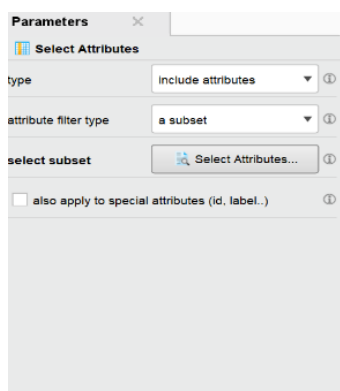 Parameters
Select Attributes
type include attributes
attribute filter type a subset
select subset Select Attributes...
also apply to special attributes (id, label..)